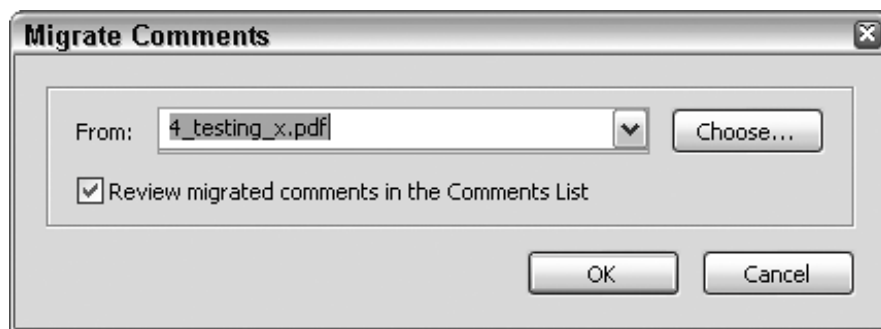 Migrate Comments
From: 4_testing_x.pdf Choose...
Review migrated comments in the Comments List
OK Cancel